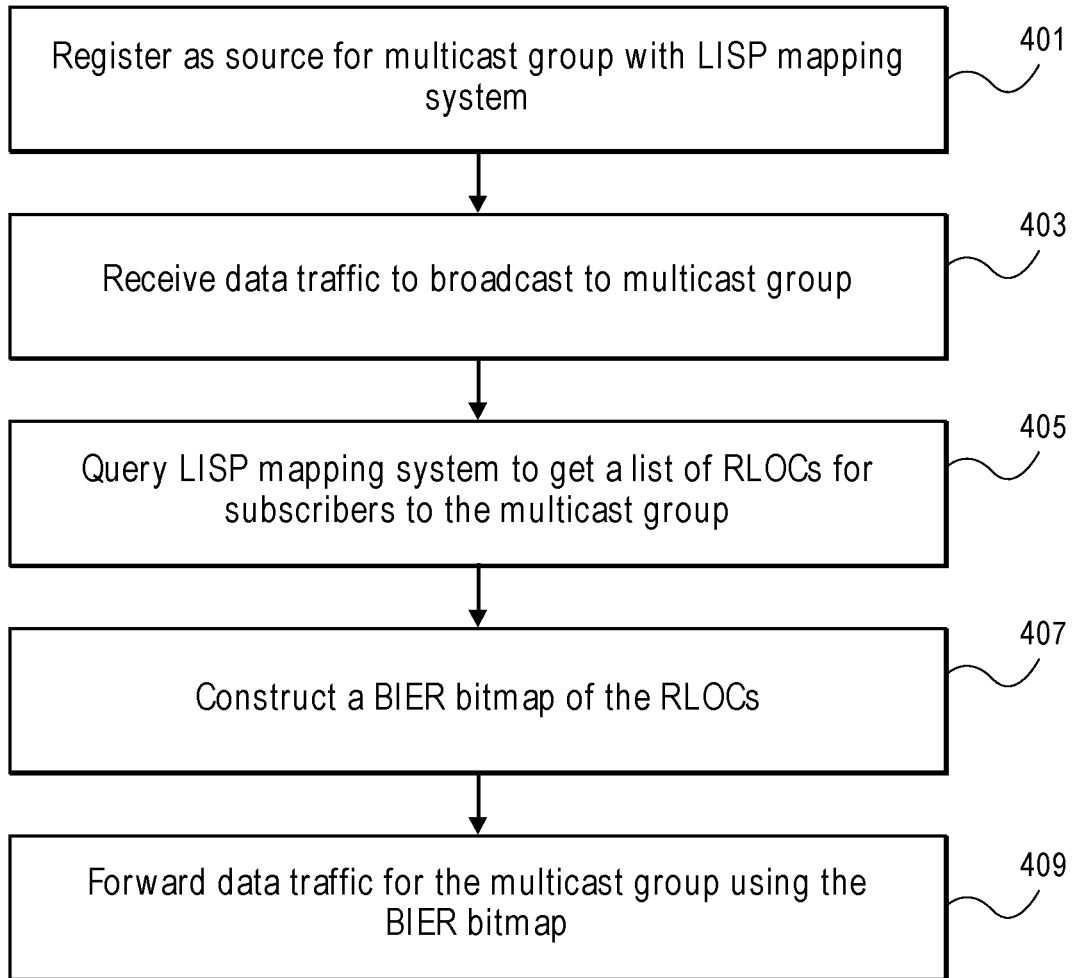 Register as source for multicast group with LISP mapping
system
401
Receive data traffic to broadcast to multicast group
403
Query LISP mapping system to get a list of RLOCs for
subscribers to the multicast group
405
Construct a BIER bitmap of the RLOCs
407
Forward data traffic for the multicast group using the
BIER bitmap
409